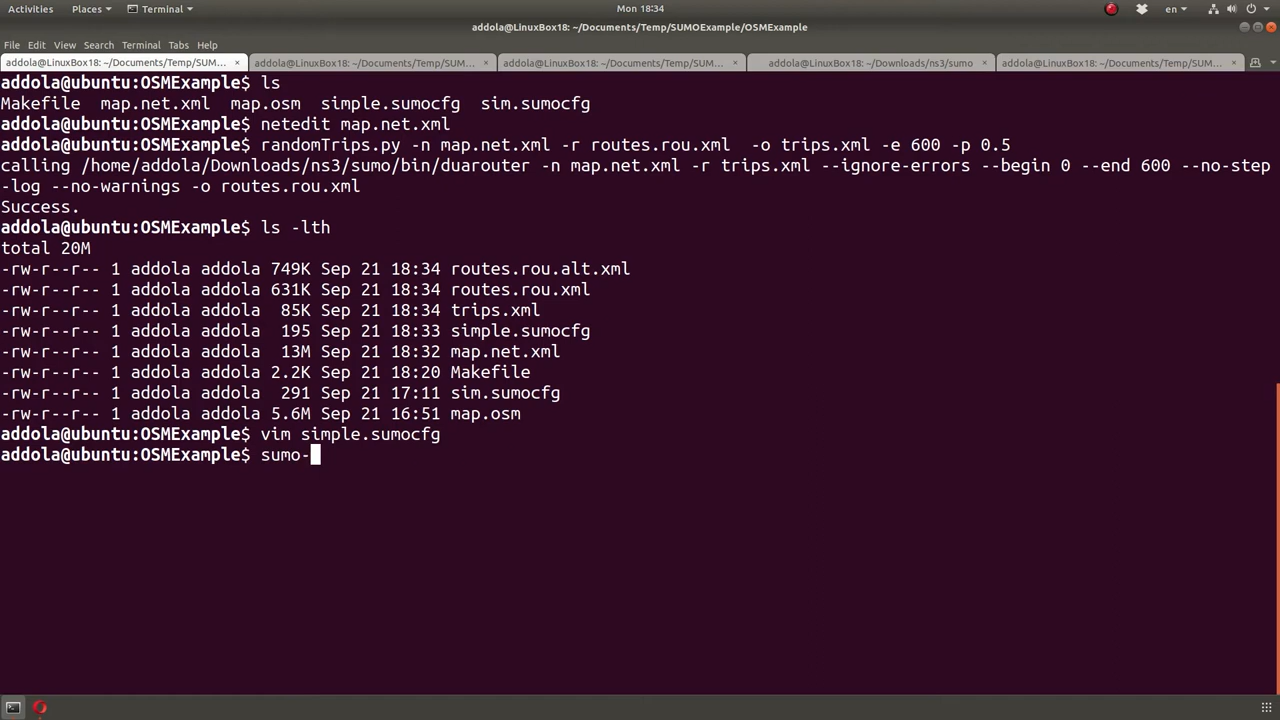 Activities Places Terminal Mon 18:34 en
addola@LinuxBox18: ~/Documents/Temp/SUMOExample/OSMExample
File Edit View Search Terminal Tabs Help
addola@LinuxBox18: ~/Documents/Temp/SUM... × addola@LinuxBox18: ~/Documents/Temp/SUM... × addola@LinuxBox18: ~/Documents/Temp/SUM... × addola@LinuxBox18: ~/Downloads/ns3/sumo × addola@LinuxBox18: ~/Documents/Temp/SUM... ×
addola@ubuntu:OSMExample$ ls
Makefile map.net.xml map.osm simple.sumocfg sim.sumocfg
addola@ubuntu:OSMExample$ netedit map.net.xml
addola@ubuntu:OSMExample$ randomTrips.py -n map.net.xml -r routes.rou.xml -o trips.xml -e 600 -p 0.5
calling /home/addola/Downloads/ns3/sumo/bin/duarouter -n map.net.xml -r trips.xml --ignore-errors --begin 0 --end 600 --no-step
-log --no-warnings -o routes.rou.xml
Success.
addola@ubuntu:OSMExample$ ls -lth
total 20M
-rw-r--r-- 1 addola addola 749K Sep 21 18:34 routes.rou.alt.xml
-rw-r--r-- 1 addola addola 631K Sep 21 18:34 routes.rou.xml
-rw-r--r-- 1 addola addola 85K Sep 21 18:34 trips.xml
-rw-r--r-- 1 addola addola 195 Sep 21 18:33 simple.sumocfg
-rw-r--r-- 1 addola addola 13M Sep 21 18:32 map.net.xml
-rw-r--r-- 1 addola addola 2.2K Sep 21 18:20 Makefile
-rw-r--r-- 1 addola addola 291 Sep 21 17:11 sim.sumocfg
-rw-r--r-- 1 addola addola 5.6M Sep 21 16:51 map.osm
addola@ubuntu:OSMExample$ vim simple.sumocfg
addola@ubuntu:OSMExample$ sumo-